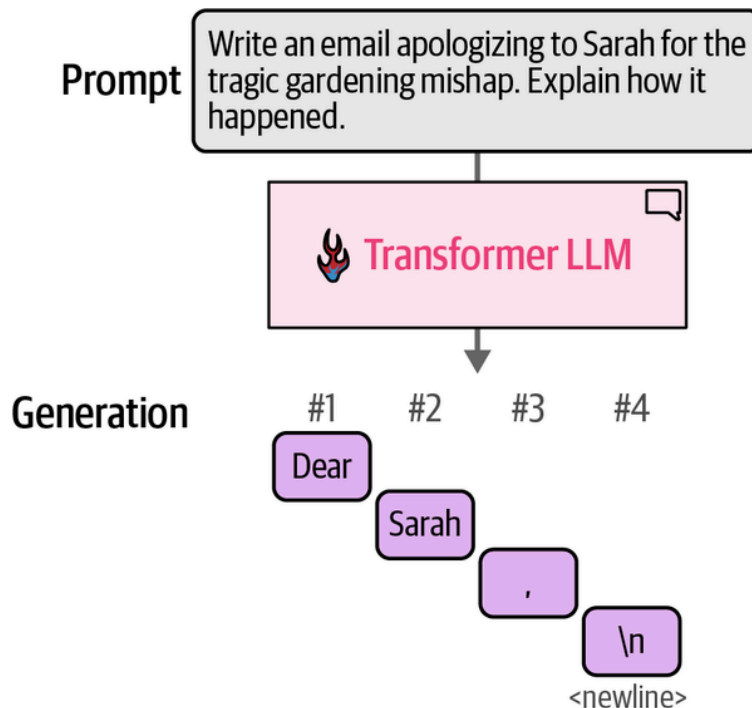 Prompt
Write an email apologizing to Sarah for the
tragic gardening mishap. Explain how it
happened.
Transformer LLM
Generation
#1 #2 #3 #4
Dear
Sarah
,
\n
<newline>